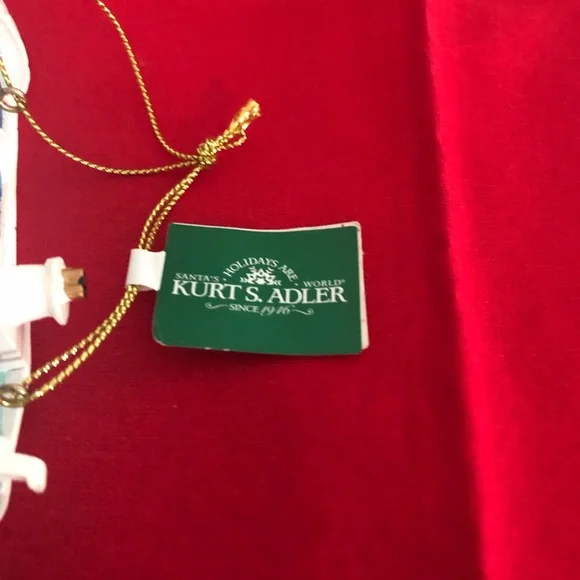 HOLIDAYS ARE
SANTA'S · WORLD®
KURT S. ADLER
SINCE 1946